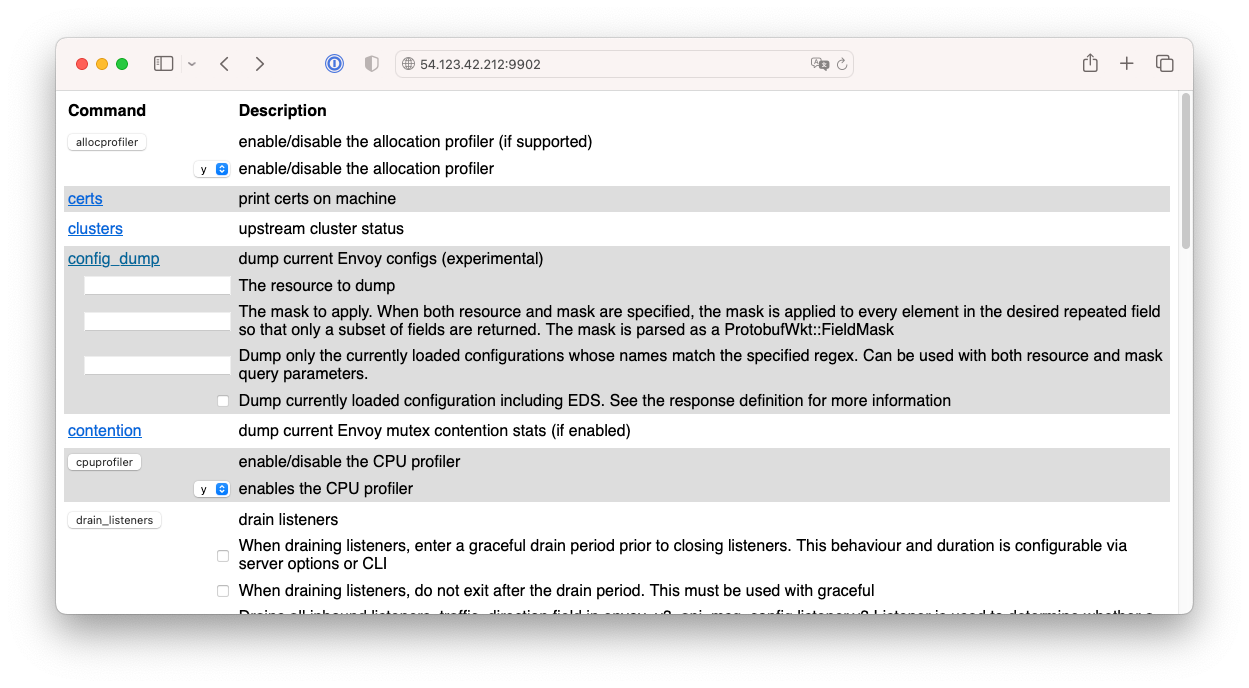 54.123.42.212:9902
Command Description
allocprofiler enable/disable the allocation profiler (if supported)
y enable/disable the allocation profiler
certs print certs on machine
clusters upstream cluster status
config_dump dump current Envoy configs (experimental)
The resource to dump
The mask to apply. When both resource and mask are specified, the mask is applied to every element in the desired repeated field
so that only a subset of fields are returned. The mask is parsed as a ProtobufWkt::FieldMask
Dump only the currently loaded configurations whose names match the specified regex. Can be used with both resource and mask
query parameters.
Dump currently loaded configuration including EDS. See the response definition for more information
contention dump current Envoy mutex contention stats (if enabled)
cpuprofiler enable/disable the CPU profiler
y enables the CPU profiler
drain_listeners drain listeners
When draining listeners, enter a graceful drain period prior to closing listeners. This behaviour and duration is configurable via
server options or CLI
When draining listeners, do not exit after the drain period. This must be used with graceful